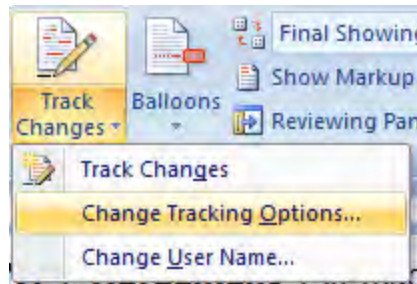 Final Showing
Show Markup
Track Changes
Balloons
Reviewing Pan
Track Changes
Change Tracking Options...
Change User Name...